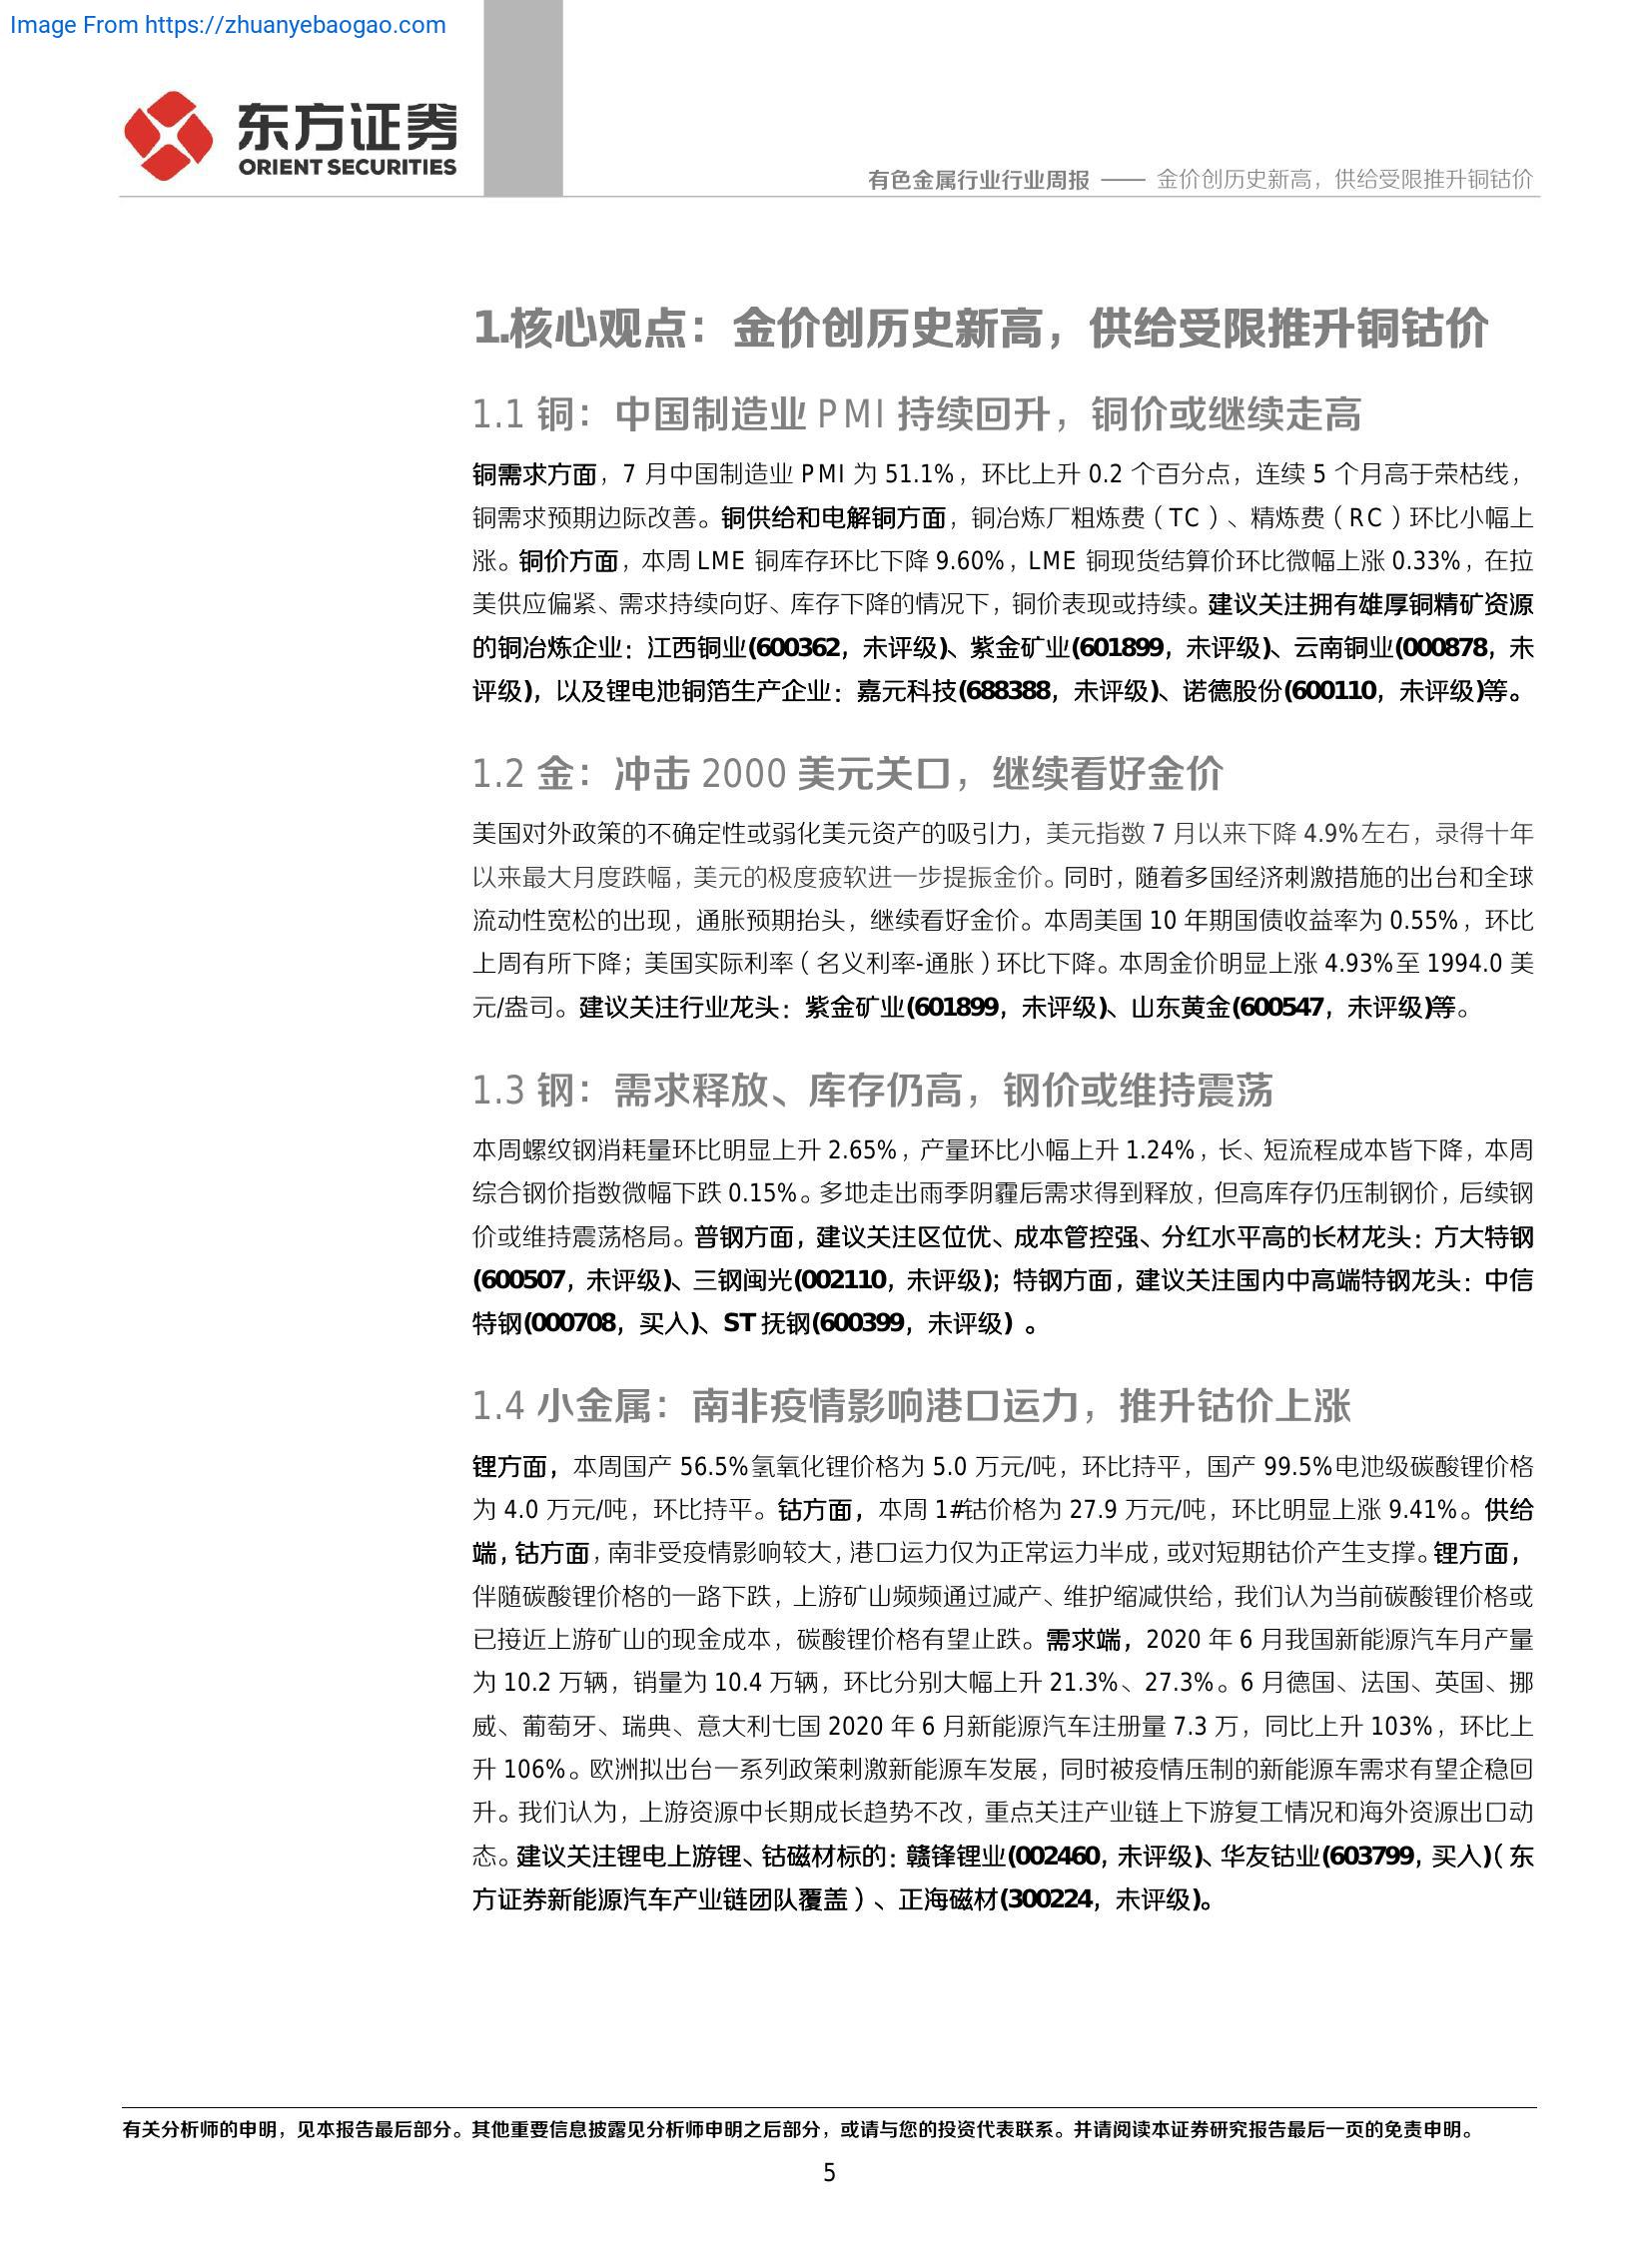 Image From https://zhuanyebaogao.com
东方证券
ORIENT SECURITIES
有色金属行业行业周报 —— 金价创历史新高，供给受限推升铜钴价
1.核心观点：金价创历史新高，供给受限推升铜钴价
1.1 铜：中国制造业 PMI 持续回升，铜价或继续走高
铜需求方面，7 月中国制造业 PMI 为 51.1%，环比上升 0.2 个百分点，连续 5 个月高于荣枯线，
铜需求预期边际改善。铜供给和电解铜方面，铜冶炼厂粗炼费（TC）、精炼费（RC）环比小幅上
涨。铜价方面，本周 LME 铜库存环比下降 9.60%，LME 铜现货结算价环比微幅上涨 0.33%，在拉
美供应偏紧、需求持续向好、库存下降的情况下，铜价表现或持续。建议关注拥有雄厚铜精矿资源
的铜冶炼企业：江西铜业(600362，未评级)、紫金矿业(601899，未评级)、云南铜业(000878，未
评级)，以及锂电池铜箔生产企业：嘉元科技(688388，未评级)、诺德股份(600110，未评级)等。
1.2 金：冲击 2000 美元关口，继续看好金价
美国对外政策的不确定性或弱化美元资产的吸引力，美元指数 7 月以来下降 4.9%左右，录得十年
以来最大月度跌幅，美元的极度疲软进一步提振金价。同时，随着多国经济刺激措施的出台和全球
流动性宽松的出现，通胀预期抬头，继续看好金价。本周美国 10 年期国债收益率为 0.55%，环比
上周有所下降；美国实际利率（名义利率-通胀）环比下降。本周金价明显上涨 4.93%至 1994.0 美
元/盎司。建议关注行业龙头：紫金矿业(601899，未评级)、山东黄金(600547，未评级)等。
1.3 钢：需求释放、库存仍高，钢价或维持震荡
本周螺纹钢消耗量环比明显上升 2.65%，产量环比小幅上升 1.24%，长、短流程成本皆下降，本周
综合钢价指数微幅下跌 0.15%。多地走出雨季阴霾后需求得到释放，但高库存仍压制钢价，后续钢
价或维持震荡格局。普钢方面，建议关注区位优、成本管控强、分红水平高的长材龙头：方大特钢
(600507，未评级)、三钢闽光(002110，未评级)；特钢方面，建议关注国内中高端特钢龙头：中信
特钢(000708，买入)、ST 抚钢(600399，未评级) 。
1.4 小金属：南非疫情影响港口运力，推升钴价上涨
锂方面，本周国产 56.5%氢氧化锂价格为 5.0 万元/吨，环比持平，国产 99.5%电池级碳酸锂价格
为 4.0 万元/吨，环比持平。钴方面，本周 1#钴价格为 27.9 万元/吨，环比明显上涨 9.41%。供给
端，钴方面，南非受疫情影响较大，港口运力仅为正常运力半成，或对短期钴价产生支撑。锂方面，
伴随碳酸锂价格的一路下跌，上游矿山频频通过减产、维护缩减供给，我们认为当前碳酸锂价格或
已接近上游矿山的现金成本，碳酸锂价格有望止跌。需求端，2020 年 6 月我国新能源汽车月产量
为 10.2 万辆，销量为 10.4 万辆，环比分别大幅上升 21.3%、27.3%。6 月德国、法国、英国、挪
威、葡萄牙、瑞典、意大利七国 2020 年 6 月新能源汽车注册量 7.3 万，同比上升 103%，环比上
升 106%。欧洲拟出台一系列政策刺激新能源车发展，同时被疫情压制的新能源车需求有望企稳回
升。我们认为，上游资源中长期成长趋势不改，重点关注产业链上下游复工情况和海外资源出口动
态。建议关注锂电上游锂、钴磁材标的：赣锋锂业(002460，未评级)、华友钴业(603799，买入)（东
方证券新能源汽车产业链团队覆盖）、正海磁材(300224，未评级)。
有关分析师的申明，见本报告最后部分。其他重要信息披露见分析师申明之后部分，或请与您的投资代表联系。并请阅读本证券研究报告最后一页的免责申明。
5